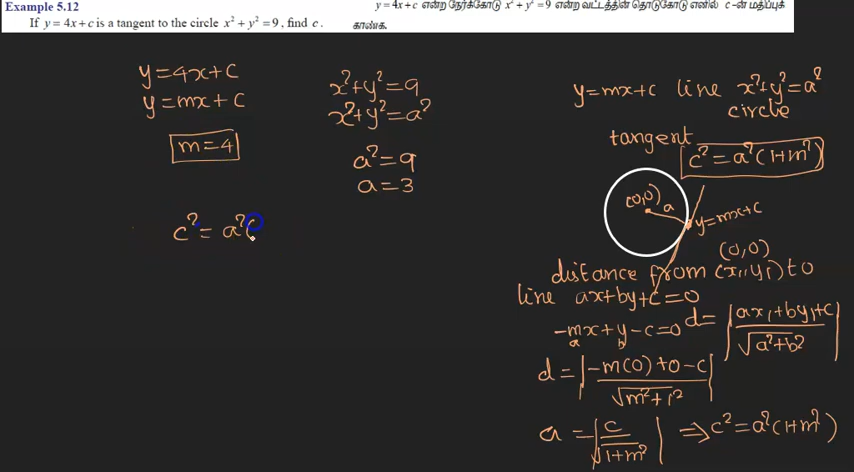 Example 5.12
If y = 4x + c is a tangent to the circle x² + y² = 9, find c.
y = 4x + c என்ற நேர்க்கோடு x² + y² = 9 என்ற வட்டத்தின் தொடுகோடு எனில் c -ன் மதிப்புக்
காண்க.
y=4x+c
y=mx+c
m=4
x²+y²=9
x²+y²=a²
a²=9
a=3
c²= a²(
y=mx+c line x²+y²=a²
circle
tangent
c²=a²(1+m²)
(0,0)
a
y=mx+c
(0,0)
distance from (x₁,y₁) to
line ax+by+c=0
-mx+y-c=0
a b
d= |ax₁+by₁+c / √a²+b²|
d = |-m(0)+0-c / √m²+1²|
a = |c / √1+m²| ⇒ c²=a²(1+m²)